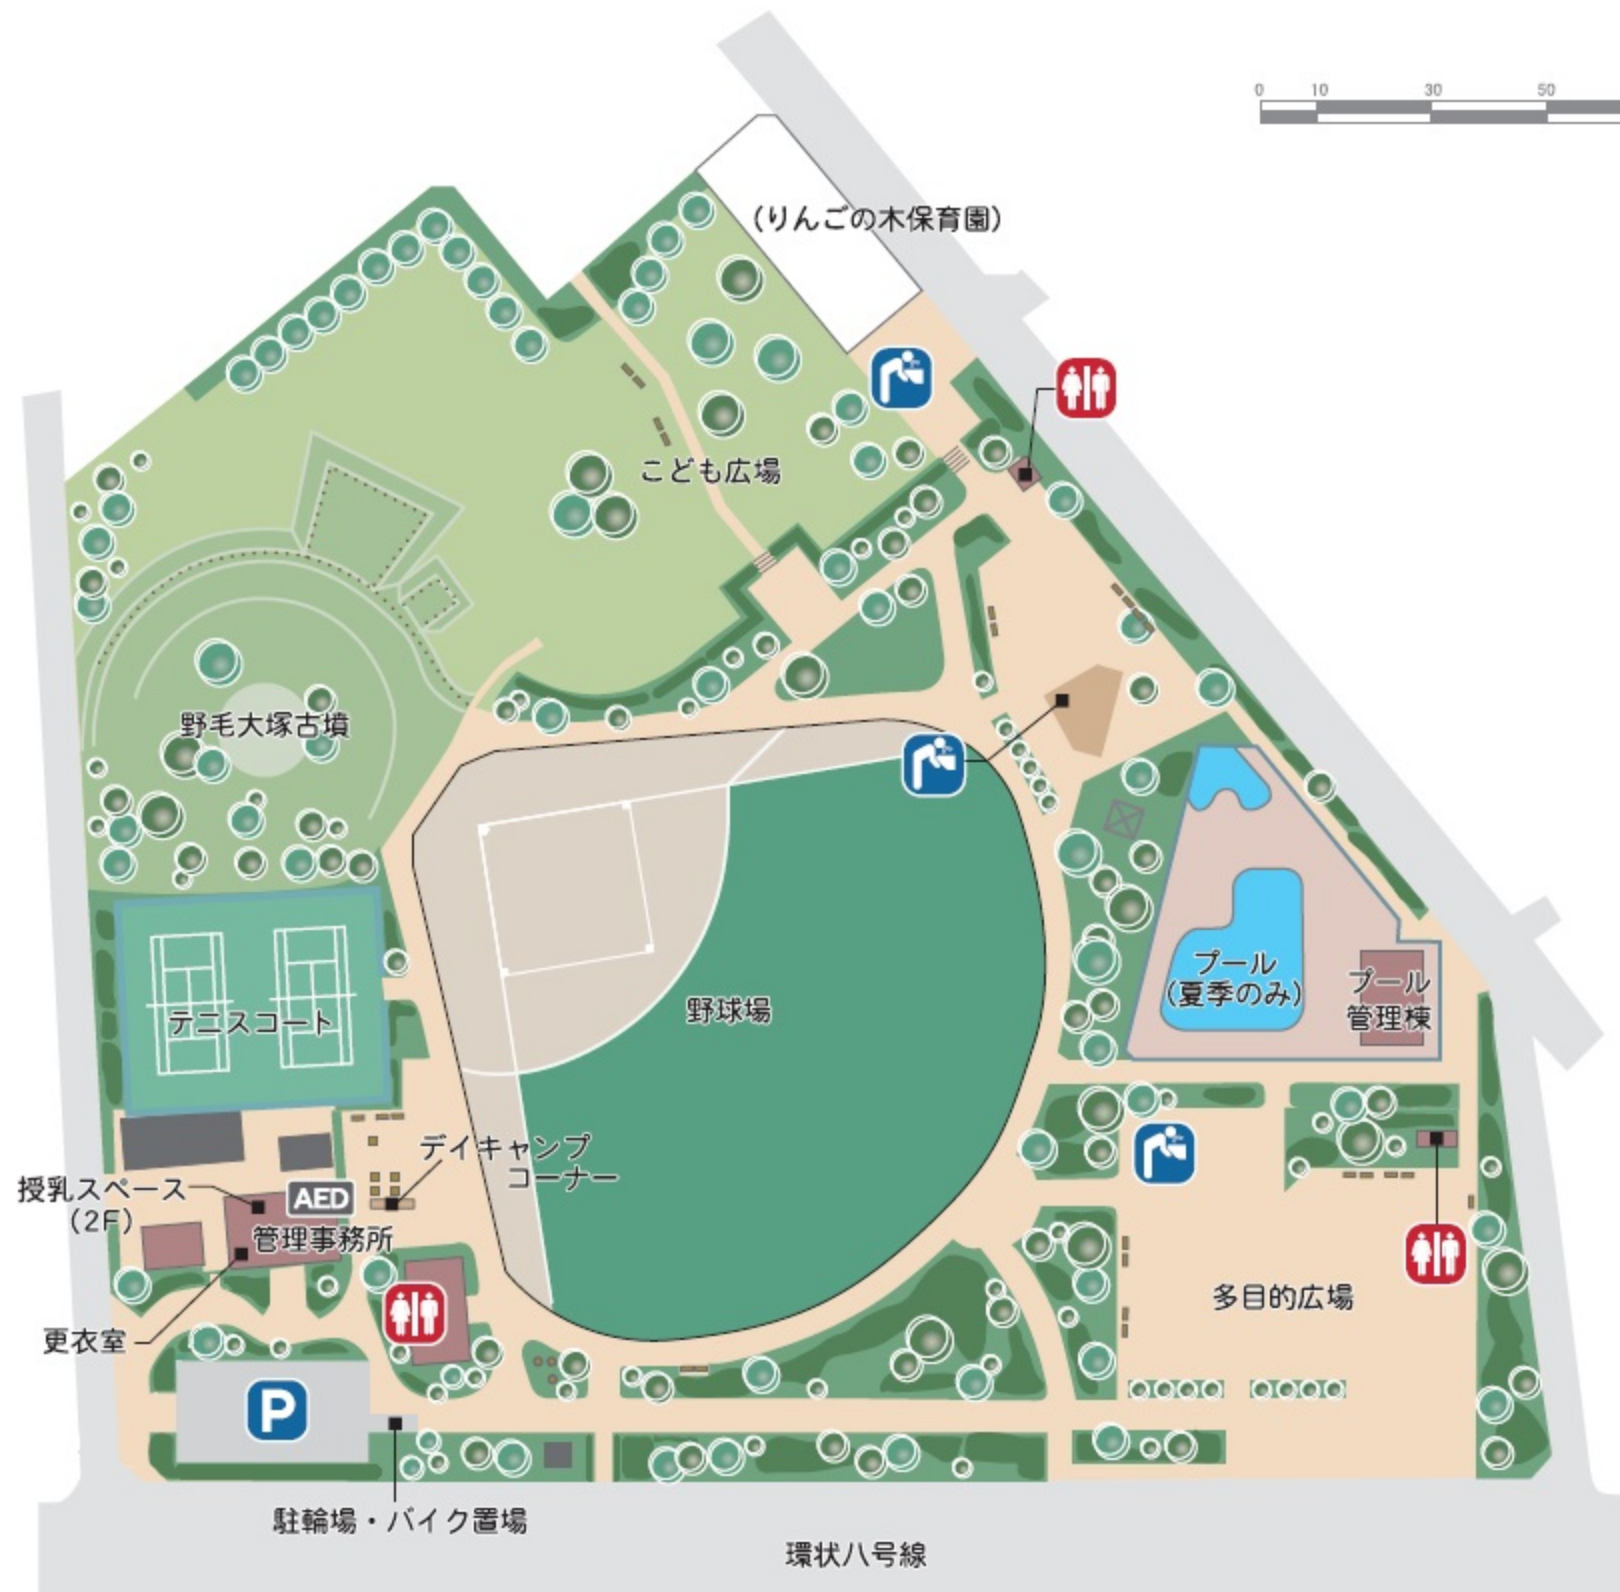 0 10 30 50
(りんごの木保育園)
こども広場
野毛大塚古墳
テニスコート
野球場
プール
(夏季のみ)
プール
管理棟
デイキャンプ
コーナー
授乳スペース
(2F)
AED
管理事務所
更衣室
多目的広場
P
駐輪場・バイク置場
環状八号線